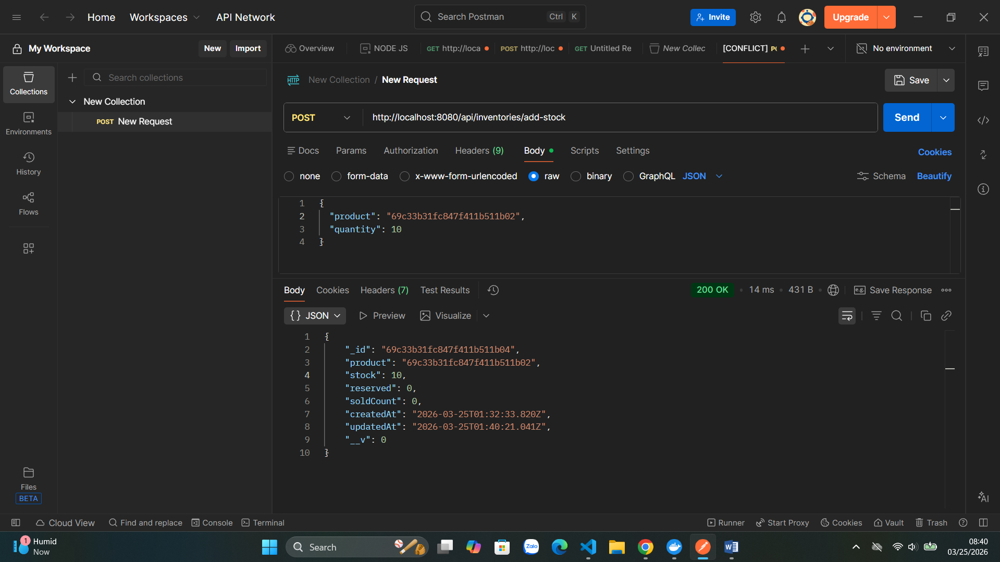 Home
Workspaces
API Network
Search Postman
Ctrl K
Invite
Upgrade
My Workspace
New
Import
Overview
NODE JS
GET http://loca
POST http://loc
GET Untitled Re
New Collec
[CONFLICT] PO
No environment
Collections
Search collections
HTTP
New Collection / New Request
Save
New Collection
POST New Request
POST
http://localhost:8080/api/inventories/add-stock
Send
Environments
History
Flows
Docs
Params
Authorization
Headers (9)
Body
Scripts
Settings
Cookies
none
form-data
x-www-form-urlencoded
raw
binary
GraphQL
JSON
Schema
Beautify
1 {
2 "product": "69c33b31fc847f411b511b02",
3 "quantity": 10
4 }
Body
Cookies
Headers (7)
Test Results
200 OK
14 ms
431 B
e.g. Save Response
{ } JSON
Preview
Visualize
1 {
2 "_id": "69c33b31fc847f411b511b04",
3 "product": "69c33b31fc847f411b511b02",
4 "stock": 10,
5 "reserved": 0,
6 "soldCount": 0,
7 "createdAt": "2026-03-25T01:32:33.820Z",
8 "updatedAt": "2026-03-25T01:40:21.041Z",
9 "__v": 0
10 }
Files
BETA
AI
Cloud View
Find and replace
Console
Terminal
Runner
Start Proxy
Cookies
Vault
Trash
1
Humid
Now
Search
Zalo
W
08:40
03/25/2026